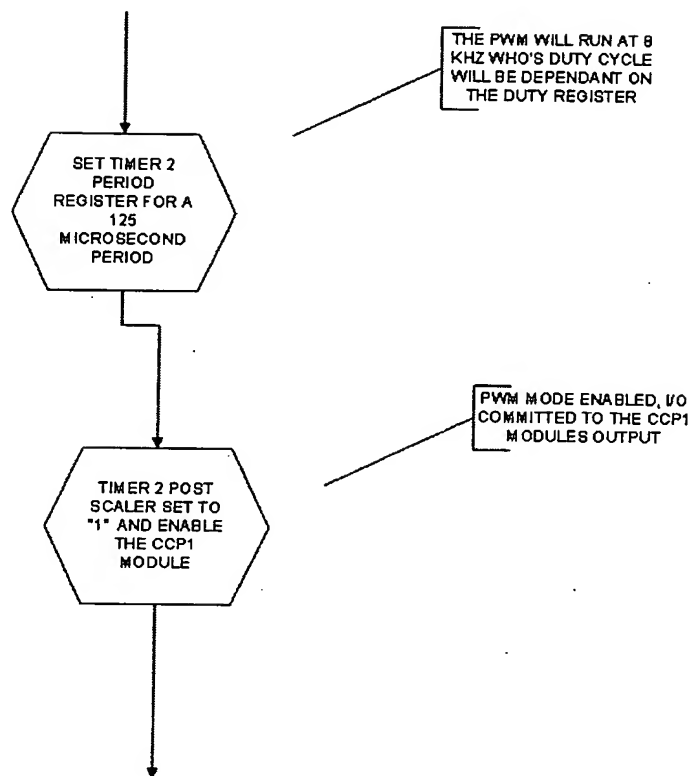 THE PWM WILL RUN AT 8
KHZ WHO'S DUTY CYCLE
WILL BE DEPENDANT ON
THE DUTY REGISTER
SET TIMER 2
PERIOD
REGISTER FOR A
125
MICROSECOND
PERIOD
PWM MODE ENABLED, I/O
COMMITTED TO THE CCP1
MODULES OUTPUT
TIMER 2 POST
SCALER SET TO
"1" AND ENABLE
THE CCP1
MODULE